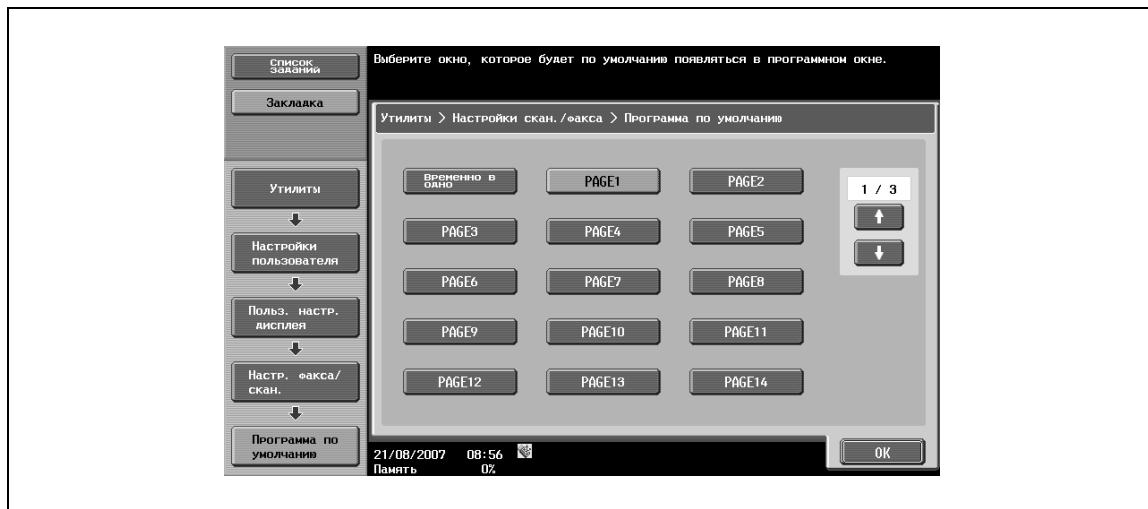 Список
заданий
Закладка
Выберите окно, которое будет по умолчанию появляться в программном окне.
Утилиты > Настройки скан./факса > Программа по умолчанию
Утилиты
Настройки
пользователя
Польз. настр.
дисплея
Настр. факса/
скан.
Программа по
умолчанию
Временно в
одно
PAGE1
PAGE2
PAGE3
PAGE4
PAGE5
PAGE6
PAGE7
PAGE8
PAGE9
PAGE10
PAGE11
PAGE12
PAGE13
PAGE14
1 / 3
21/08/2007 08:56
Память 0%
OK